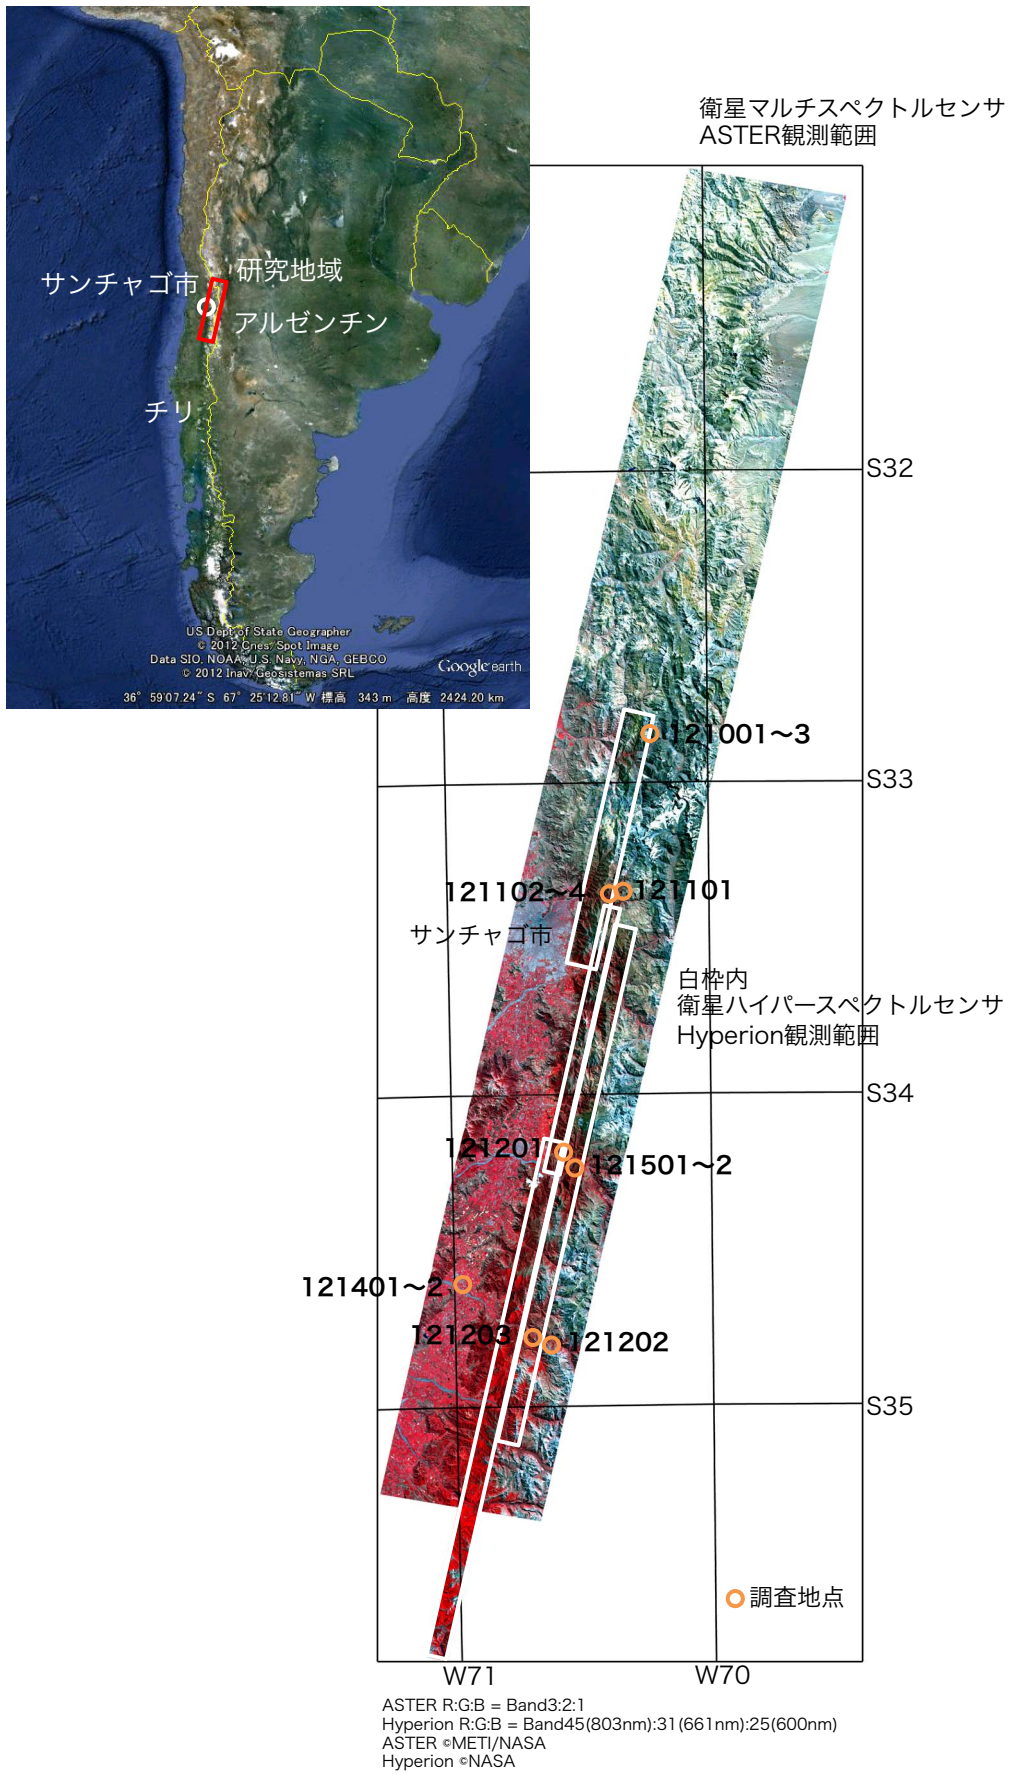 衛星マルチスペクトルセンサ
ASTER観測範囲
サンチャゴ市
研究地域
アルゼンチン
チリ
US Dept of State Geographer
© 2012 Cnes/Spot Image
Data SIO, NOAA, U.S. Navy, NGA, GEBCO
© 2012 Inav/Geosistemas SRL
Google earth
36° 59'07.24" S 67° 25'12.81" W 標高 343 m 高度 2424.20 km
S32
121001〜3
S33
121102〜4
121101
サンチャゴ市
白枠内
衛星ハイパースペクトルセンサ
Hyperion観測範囲
S34
121201
121501〜2
121401〜2
121203
121202
S35
調査地点
W71
W70
ASTER R:G:B = Band3:2:1
Hyperion R:G:B = Band45(803nm):31(661nm):25(600nm)
ASTER ©METI/NASA
Hyperion ©NASA